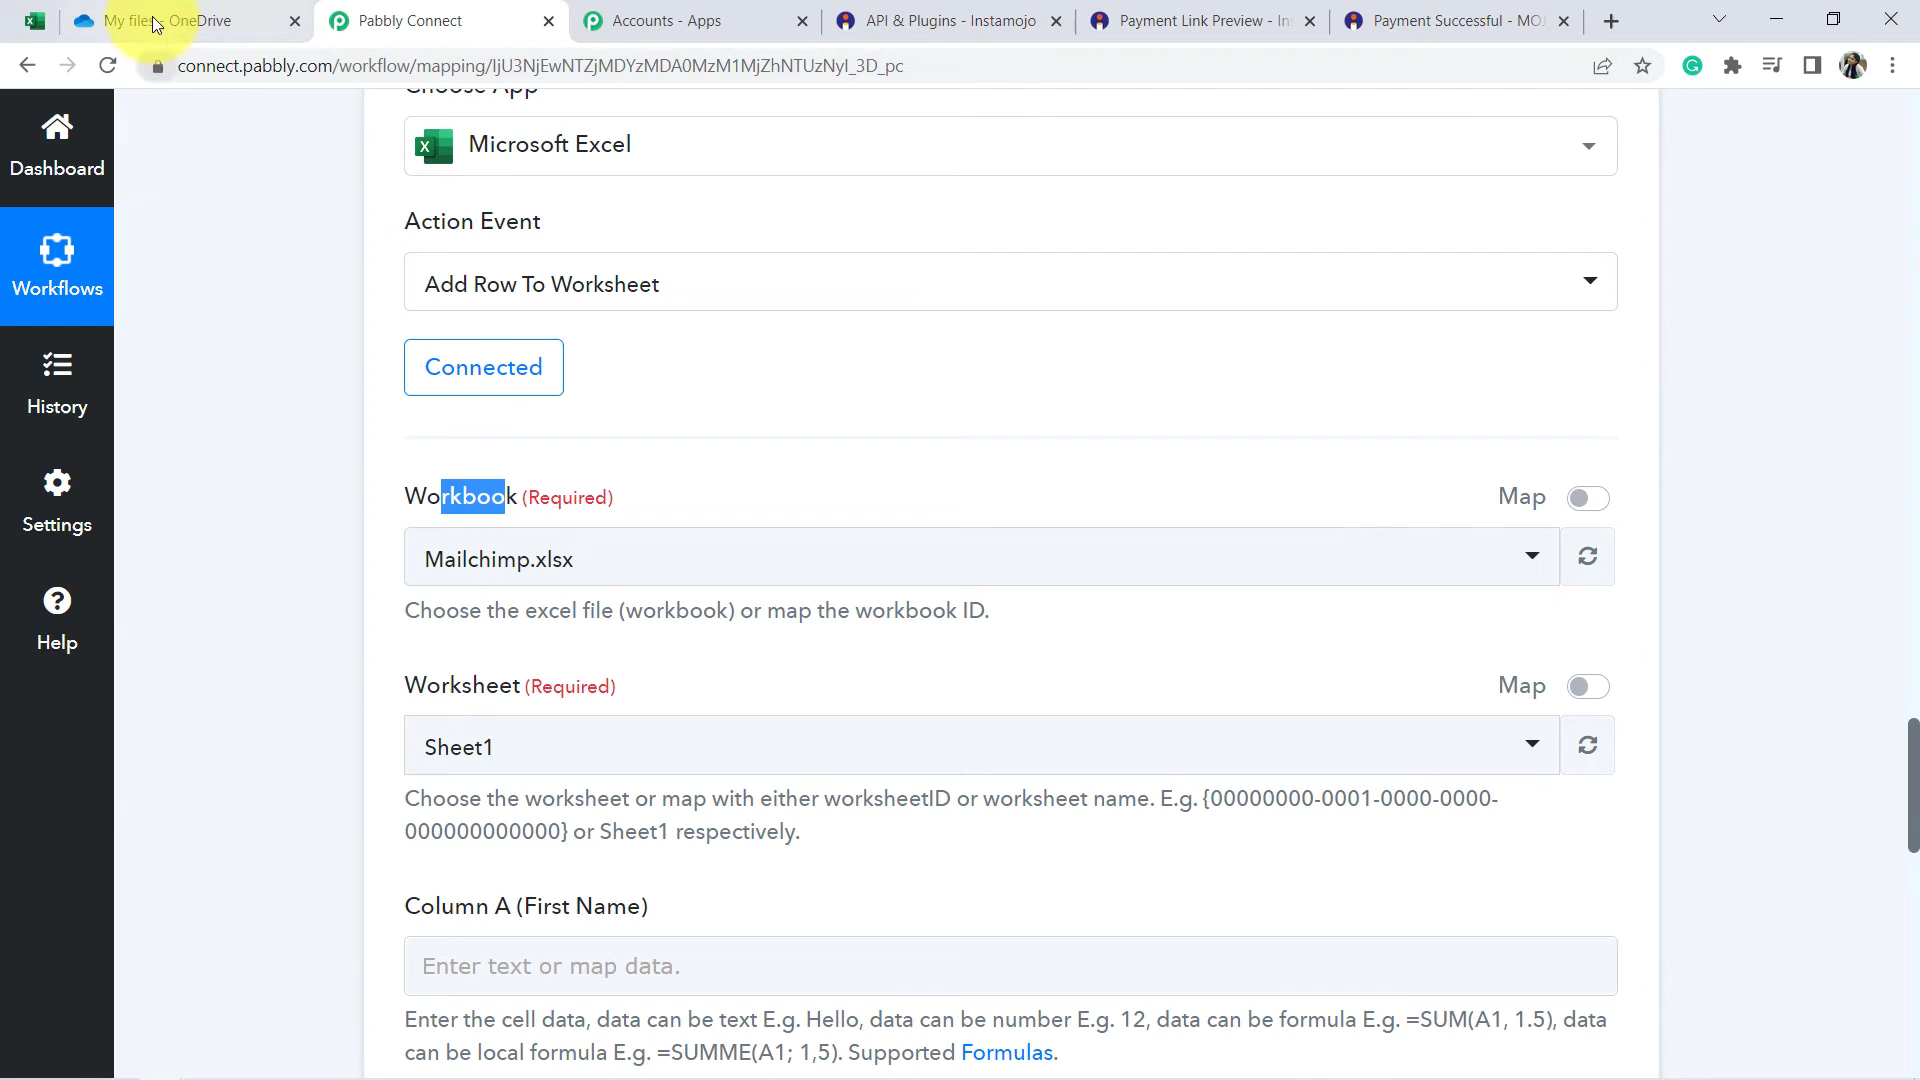 My files - OneDrive
Pabbly Connect
Accounts - Apps
API & Plugins - Instamojo
Payment Link Preview - In
Payment Successful - MO
connect.pabbly.com/workflow/mapping/
Choose App
Dashboard
Workflows
History
Settings
Help
Microsoft Excel
Action Event
Add Row To Worksheet
Connected
Workbook (Required)
Map
Mailchimp.xlsx
Choose the excel file (workbook) or map the workbook ID.
Worksheet (Required)
Map
Sheet1
Choose the worksheet or map with either worksheetID or worksheet name. E.g. {00000000-0001-0000-0000-
000000000000} or Sheet1 respectively.
Column A (First Name)
Enter text or map data.
Enter the cell data, data can be text E.g. Hello, data can be number E.g. 12, data can be formula E.g. =SUM(A1, 1.5), data
can be local formula E.g. =SUMME(A1; 1,5). Supported Formulas.